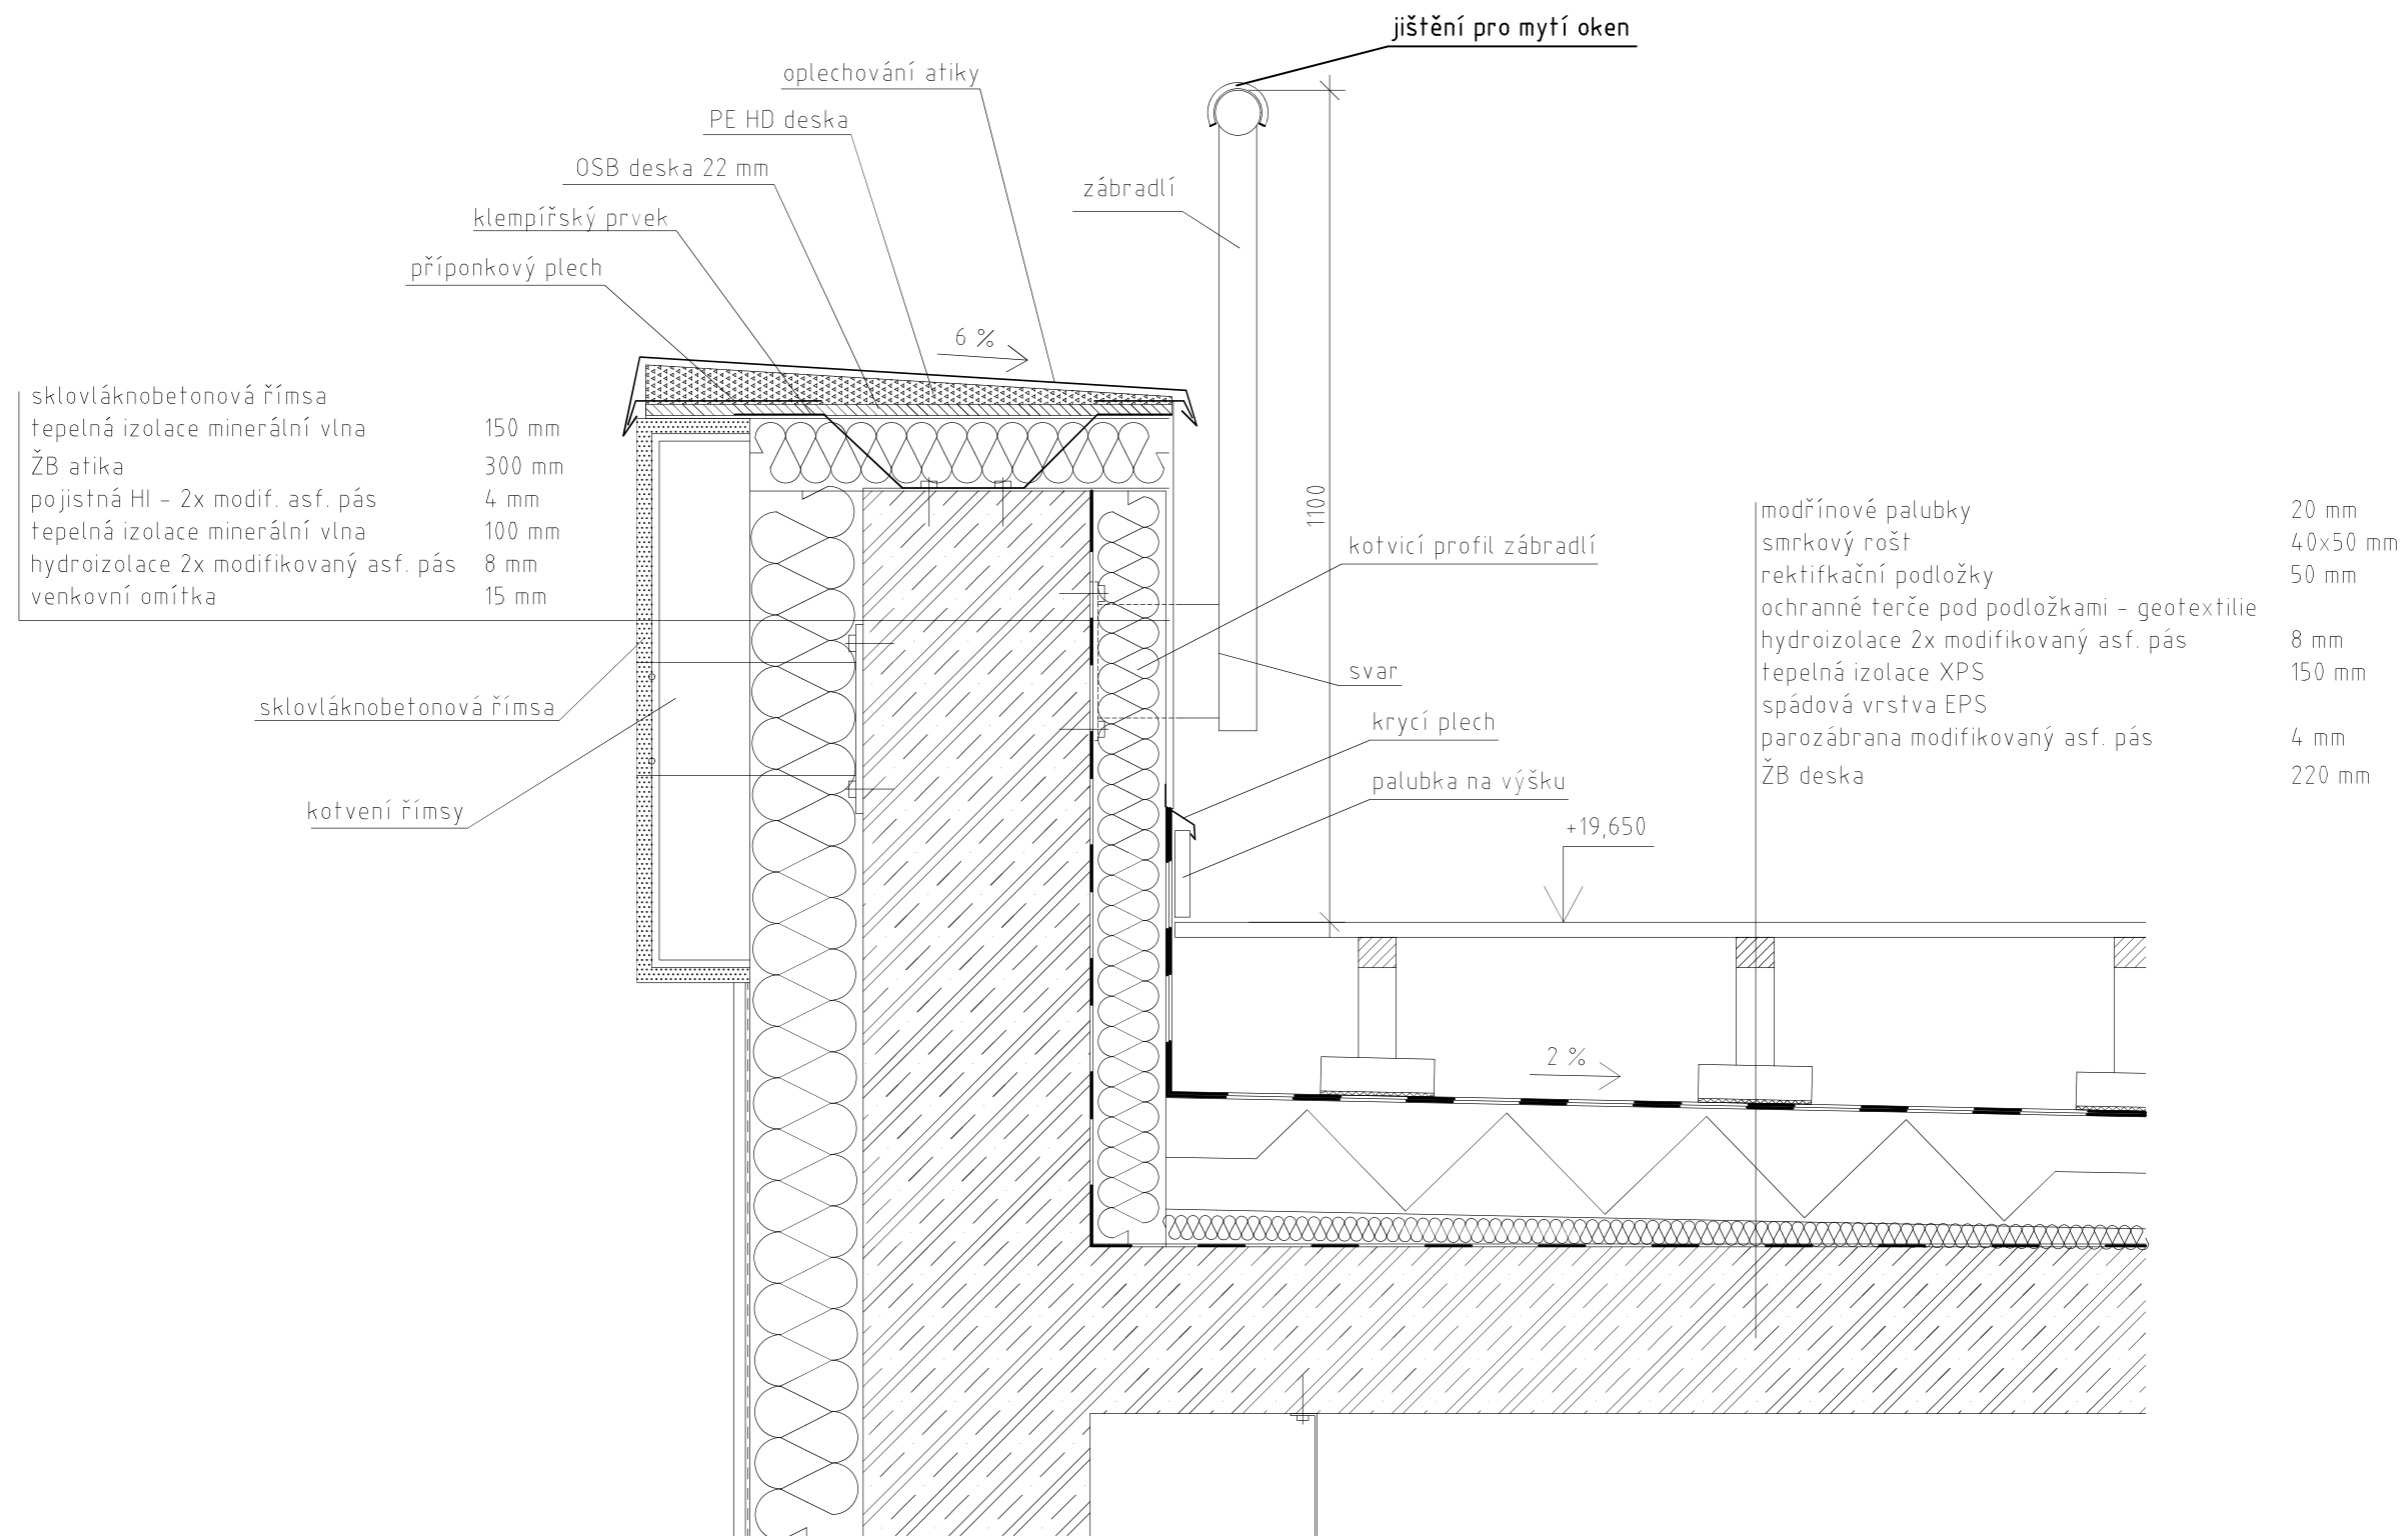 jištění pro mytí oken
oplechování atiky
PE HD deska
OSB deska 22 mm
klempířský prvek
příponkový plech
zábradlí
6 %
sklovláknobetonová římsa
tepelná izolace minerální vlna 150 mm
ŽB atika 300 mm
pojistná HI - 2x modif. asf. pás 4 mm
tepelná izolace minerální vlna 100 mm
hydroizolace 2x modifikovaný asf. pás 8 mm
venkovní omítka 15 mm
1100
kotvicí profil zábradlí
svar
krycí plech
palubka na výšku
sklovláknobetonová římsa
kotvení římsy
modřínové palubky 20 mm
smrkový rošt 40x50 mm
rektifkační podložky 50 mm
ochranné terče pod podložkami - geotextilie
hydroizolace 2x modifikovaný asf. pás 8 mm
tepelná izolace XPS 150 mm
spádová vrstva EPS
parozábrana modifikovaný asf. pás 4 mm
ŽB deska 220 mm
+19,650
2 %